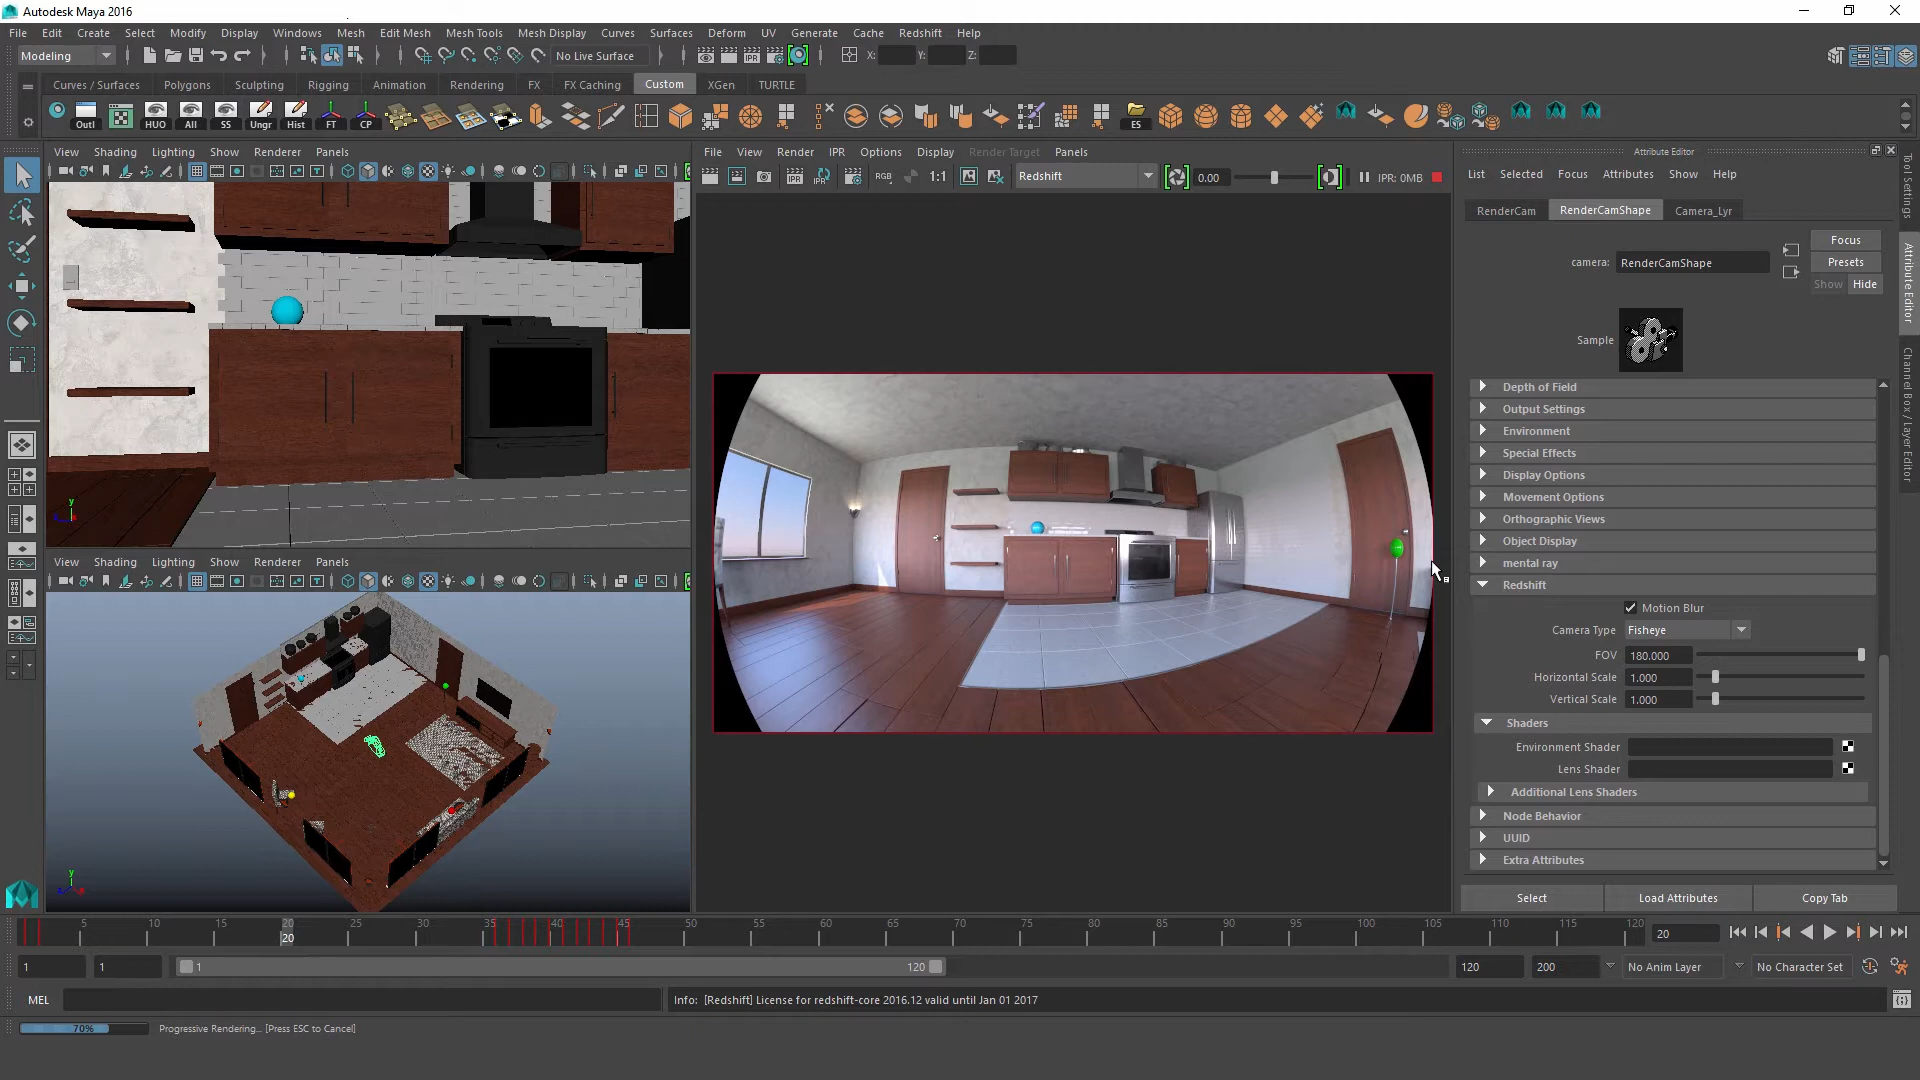 Autodesk Maya 2016
File Edit Create Select Modify Display Windows Mesh Edit Mesh Mesh Tools Mesh Display Curves Surfaces Deform UV Generate Cache Redshift Help
Modeling No Live Surface X: Y: Z:
Curves / Surfaces Polygons Sculpting Rigging Animation Rendering FX FX Caching Custom XGen TURTLE
Outl HUO All SS Ungr Hist FT CP ES
View Shading Lighting Show Renderer Panels
File View Render IPR Options Display Render Target Panels
Attribute Editor
List Selected Focus Attributes Show Help
RGB 1:1 Redshift 0.00 IPR: 0MB
RenderCam RenderCamShape Camera_Lyr
Focus
camera: RenderCamShape Presets
Show Hide
Sample
Tool Settings
Attribute Editor
Channel Box / Layer Editor
Depth of Field
Output Settings
Environment
Special Effects
Display Options
Movement Options
Orthographic Views
Object Display
mental ray
Redshift
Motion Blur
Camera Type Fisheye
FOV 180.000
Horizontal Scale 1.000
Vertical Scale 1.000
Shaders
Environment Shader
Lens Shader
Additional Lens Shaders
Node Behavior
UUID
Extra Attributes
Select Load Attributes Copy Tab
y
View Shading Lighting Show Renderer Panels
y
5 10 15 20 25 30 35 40 45 50 55 60 65 70 75 80 85 90 95 100 105 110 115 120
20 20
1 1 1 120 120 200 No Anim Layer No Character Set
MEL Info: [Redshift] License for redshift-core 2016.12 valid until Jan 01 2017
70% Progressive Rendering... [Press ESC to Cancel]